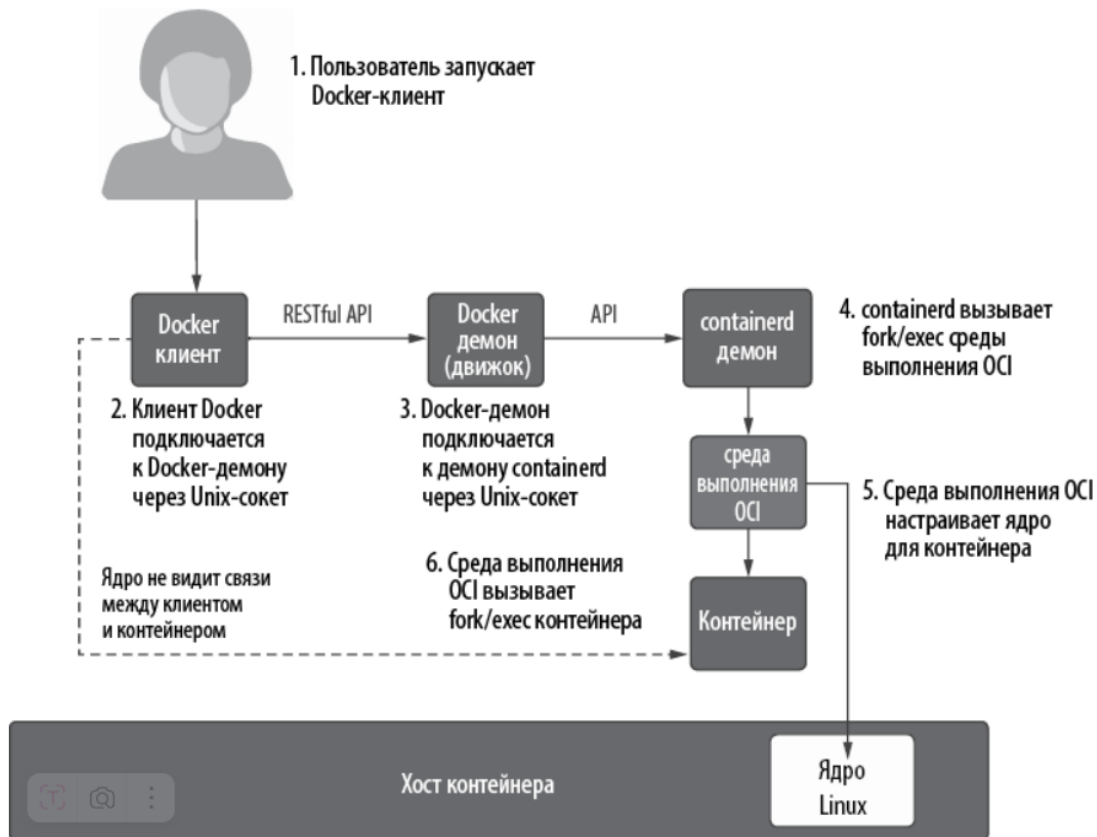 1. Пользователь запускает
Docker-клиент
Docker
клиент
RESTful API
Docker
демон
(движок)
API
containerd
демон
4. containerd вызывает
fork/exec среды
выполнения OCI
2. Клиент Docker
подключается
к Docker-демону
через Unix-сокет
3. Docker-демон
подключается
к демону containerd
через Unix-сокет
среда
выполнения
OCI
5. Среда выполнения OCI
настраивает ядро
для контейнера
Ядро не видит связи
между клиентом
и контейнером
6. Среда выполнения
OCI вызывает
fork/exec контейнера
Контейнер
Хост контейнера
Ядро
Linux